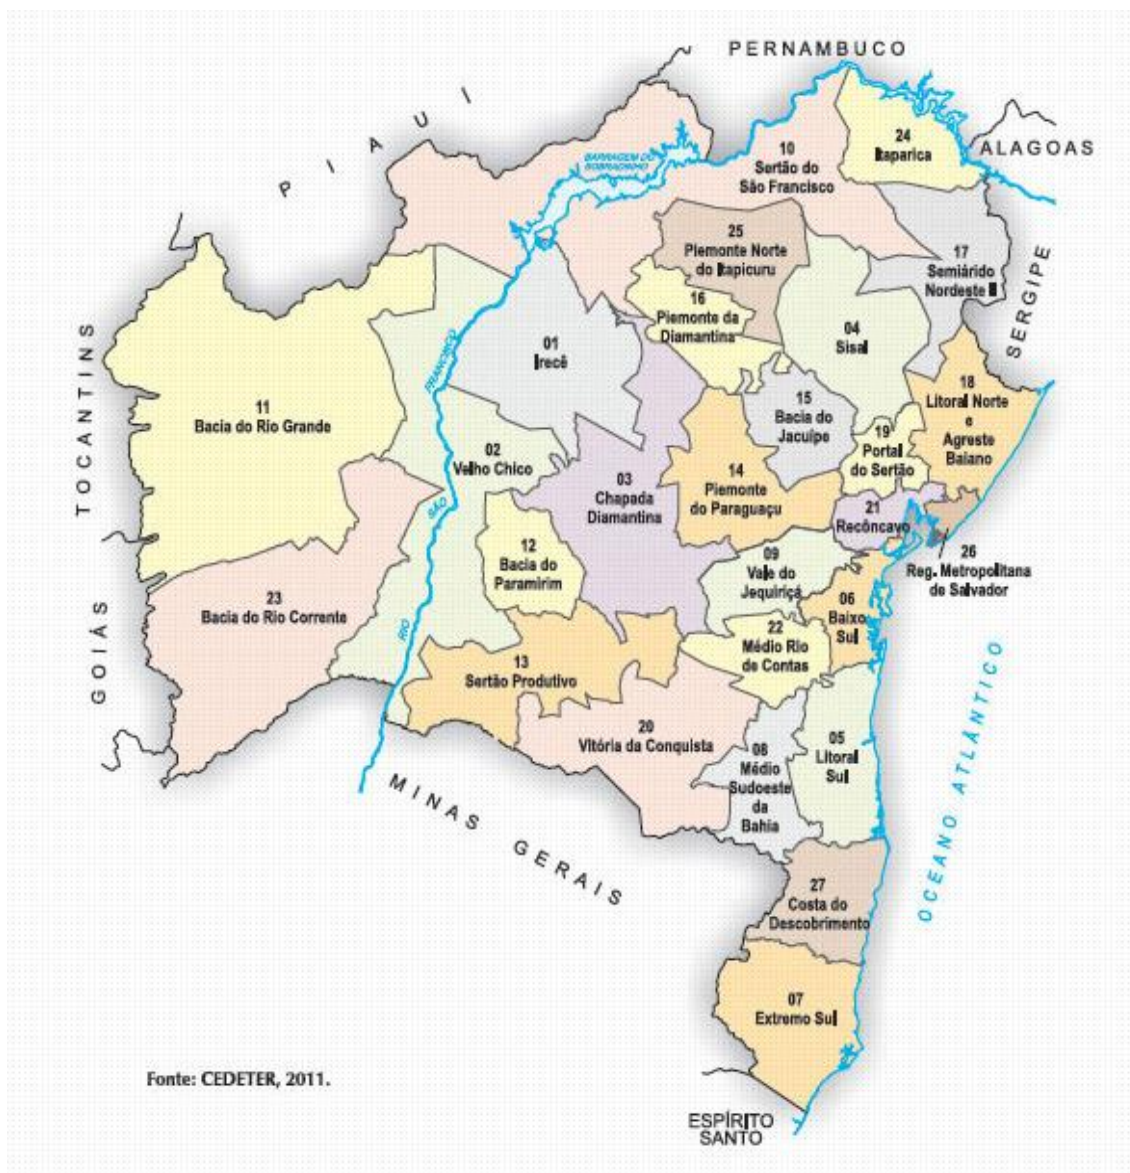 PERNAMBUCO
PIAUI
ALAGOAS
24
Itaparica
10
Sertão do
São Francisco
BARRAGEM DO
SOBRADINHO
25
Piemonte Norte
do Itapicuru
17
Semiárido
Nordeste II
SERGIPE
16
Piemonte da
Diamantina
04
Sisal
01
Irecê
TOCANTINS
FRANCISCO
SÃO
RIO
11
Bacia do Rio Grande
15
Bacia do
Jacuípe
18
Litoral Norte
e
Agreste
Baiano
19
Portal
do Sertão
02
Velho Chico
03
Chapada
Diamantina
14
Piemonte
do Paraguaçu
21
Recôncavo
12
Bacia do
Paramirim
09
Vale do
Jequiriçá
26
Reg. Metropolitana
de Salvador
GOIÁS
23
Bacia do Rio Corrente
06
Baixo
Sul
22
Médio Rio
de Contas
13
Sertão Produtivo
20
Vitória da Conquista
05
Litoral
Sul
08
Médio
Sudoeste
da
Bahia
OCEANO ATLÂNTICO
MINAS GERAIS
27
Costa do
Descobrimento
07
Extremo Sul
Fonte: CEDETER, 2011.
ESPÍRITO
SANTO